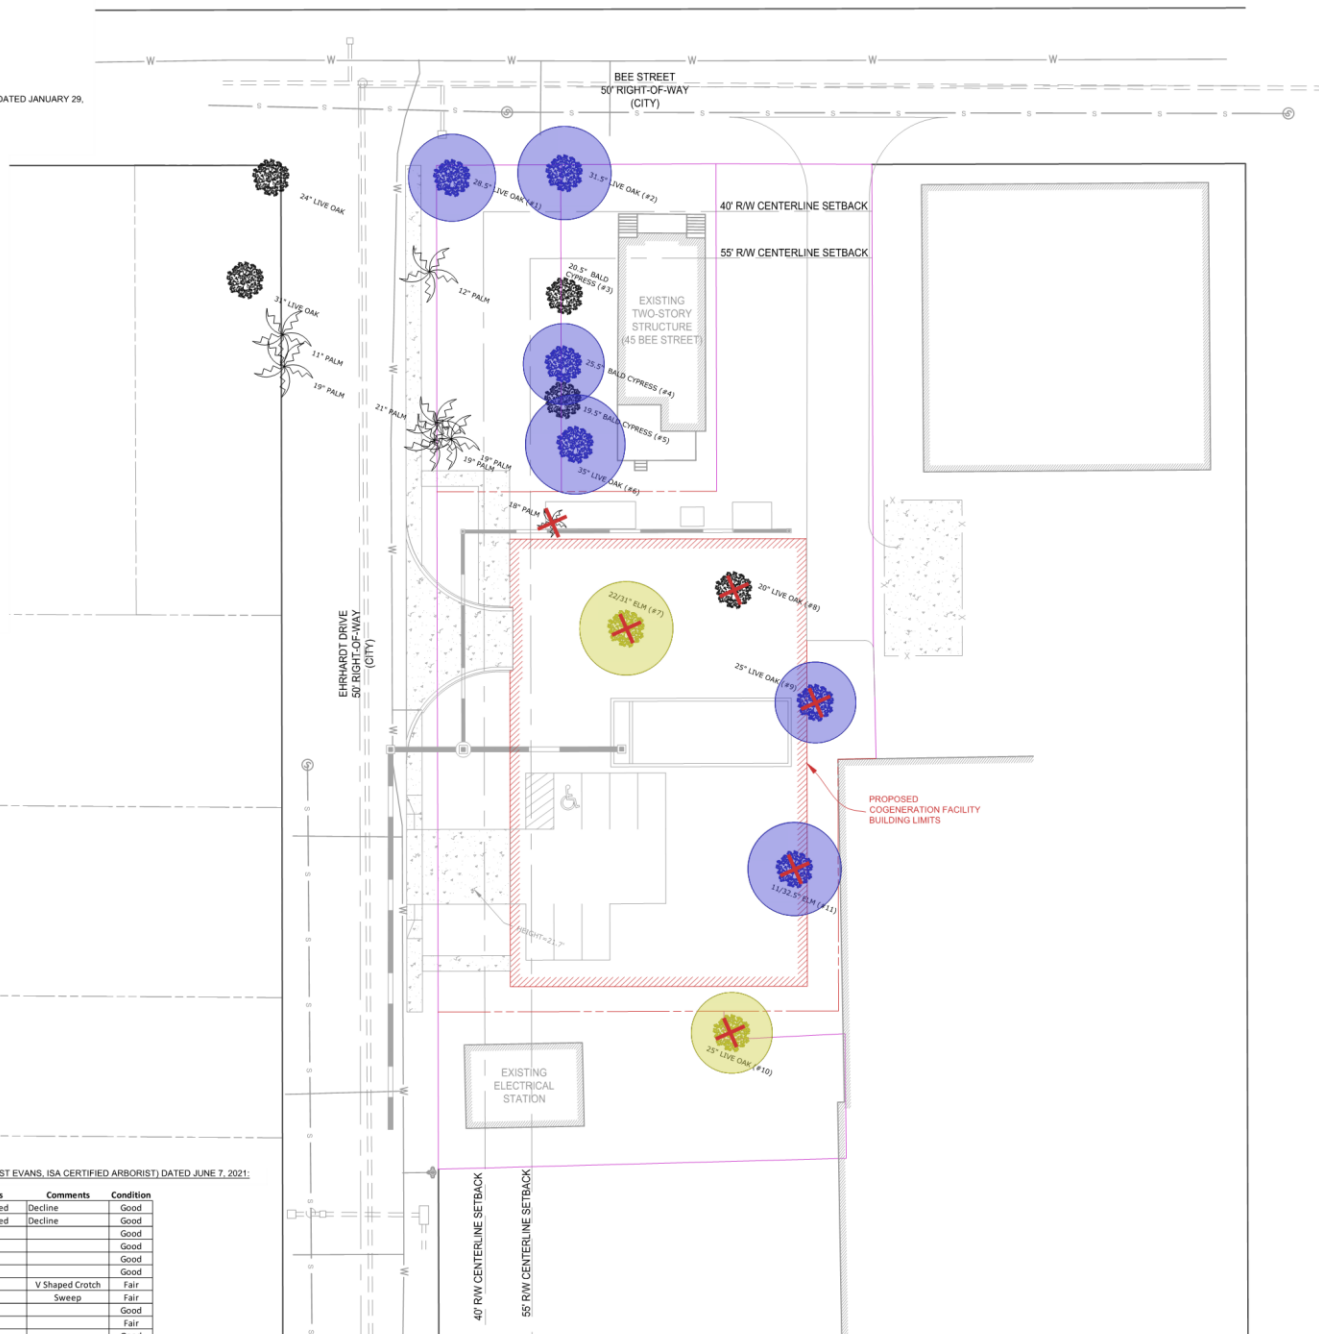 BEE STREET
50' RIGHT-OF-WAY
(CITY)
DATED JANUARY 29,
24" LIVE OAK
28.5" LIVE OAK (#1)
31.5" LIVE OAK (#2)
40' R/W CENTERLINE SETBACK
55' R/W CENTERLINE SETBACK
31" LIVE OAK
12" PALM
20.5" BALD
CYPRESS (#3)
EXISTING
TWO-STORY
STRUCTURE
(45 BEE STREET)
11" PALM
19" PALM
25.5" BALD CYPRESS (#4)
21" PALM
19.5" BALD CYPRESS (#5)
19" PALM
19" PALM
35" LIVE OAK (#6)
18" PALM
22/31" ELM (#7)
20" LIVE OAK (#8)
EHRHARDT DRIVE
50' RIGHT-OF-WAY
(CITY)
25" LIVE OAK (#9)
PROPOSED
COGENERATION FACILITY
BUILDING LIMITS
11/32.5" ELM (#11)
HEIGHT=21.7'
25" LIVE OAK (#10)
EXISTING
ELECTRICAL
STATION
40' R/W CENTERLINE SETBACK
55' R/W CENTERLINE SETBACK
ST EVANS, ISA CERTIFIED ARBORIST) DATED JUNE 7, 2021:
s Comments Condition
ed Decline Good
ed Decline Good
Good
Good
Good
Good
V Shaped Crotch Fair
Sweep Fair
Good
Fair